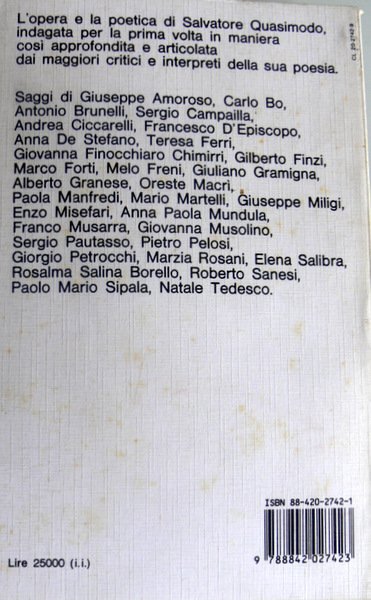 L'opera e la poetica di Salvatore Quasimodo,
indagata per la prima volta in maniera
così approfondita e articolata
dai maggiori critici e interpreti della sua poesia.
CL 20-2742-9
Saggi di Giuseppe Amoroso, Carlo Bo,
Antonio Brunelli, Sergio Campailla,
Andrea Ciccarelli, Francesco D'Episcopo,
Anna De Stefano, Teresa Ferri,
Giovanna Finocchiaro Chimirri, Gilberto Finzi,
Marco Forti, Melo Freni, Giuliano Gramigna,
Alberto Granese, Oreste Macrì,
Paola Manfredi, Mario Martelli, Giuseppe Miligi,
Enzo Misefari, Anna Paola Mundula,
Franco Musarra, Giovanna Musolino,
Sergio Pautasso, Pietro Pelosi,
Giorgio Petrocchi, Marzia Rosani, Elena Salibra,
Rosalma Salina Borello, Roberto Sanesi,
Paolo Mario Sipala, Natale Tedesco.
ISBN 88-420-2742-1
9 788842 027423
Lire 25000 (i.i.)